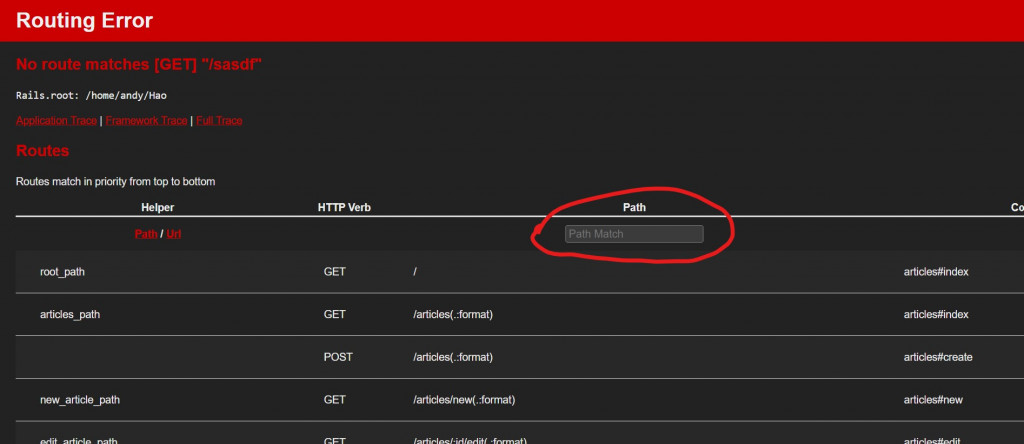 Routing Error
No route matches [GET] "/sasdf"
Rails.root: /home/andy/Hao
Application Trace | Framework Trace | Full Trace
Routes
Routes match in priority from top to bottom
Helper HTTP Verb Path Co
Path / Url Path Match
root_path GET / articles#index
articles_path GET /articles(.:format) articles#index
POST /articles(.:format) articles#create
new_article_path GET /articles/new(.:format) articles#new
edit_article_path GET /articles/:id/edit(.:format) articles#edit